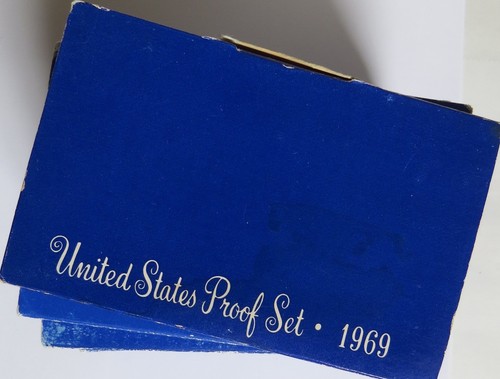 United States Proof Set • 1969